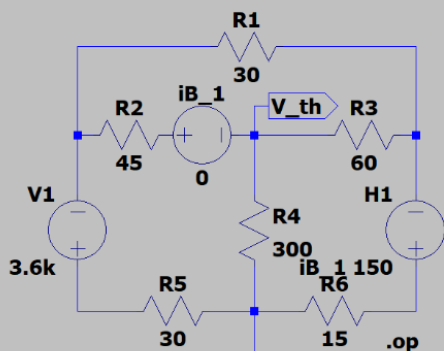 R1
30
iB_1
R2
V_th
R3
45
0
60
V1
R4
H1
3.6k
300
iB_1 150
R5
R6
30
15
.op